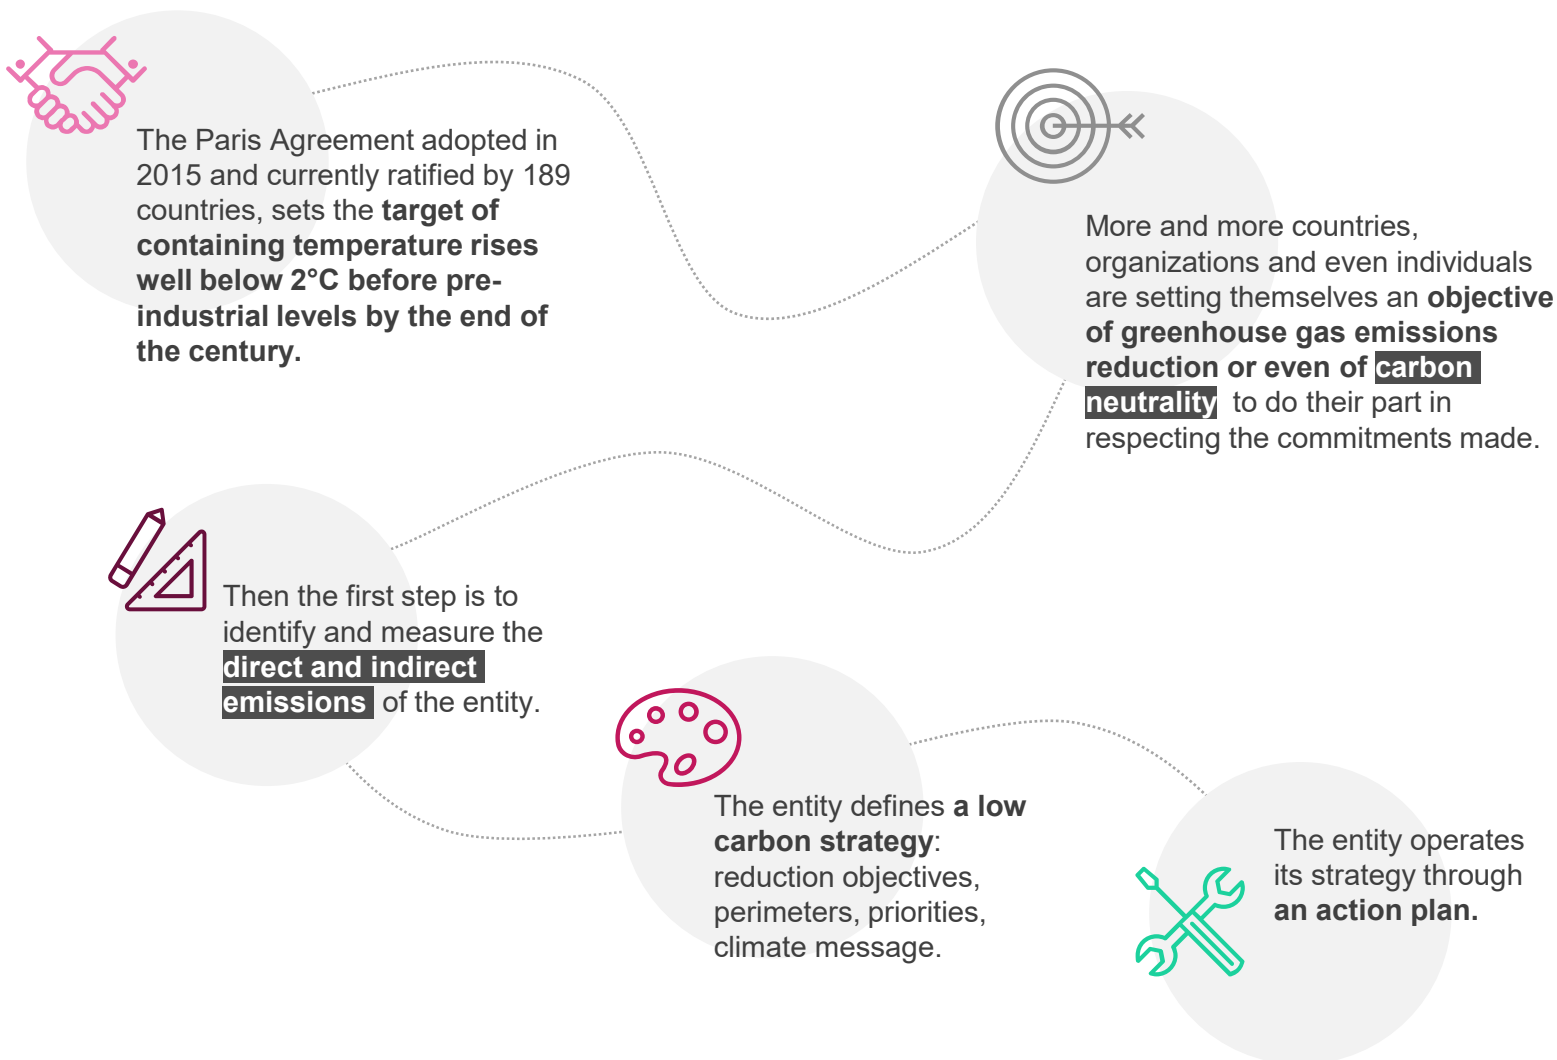 The Paris Agreement adopted in
2015 and currently ratified by 189
countries, sets the target of
containing temperature rises
well below 2°C before pre-
industrial levels by the end of
the century.
More and more countries,
organizations and even individuals
are setting themselves an objective
of greenhouse gas emissions
reduction or even of carbon
neutrality to do their part in
respecting the commitments made.
Then the first step is to
identify and measure the
direct and indirect
emissions of the entity.
The entity defines a low
carbon strategy:
reduction objectives,
perimeters, priorities,
climate message.
The entity operates
its strategy through
an action plan.